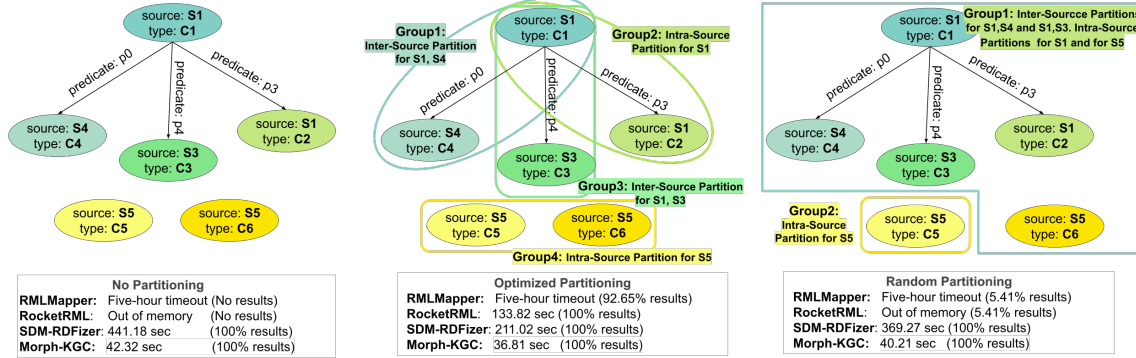 source: S1
type: C1
predicate: p0
predicate: p4
predicate: p3
source: S4
type: C4
source: S3
type: C3
source: S1
type: C2
source: S5
type: C5
source: S5
type: C6
No Partitioning
RMLMapper: Five-hour timeout (No results)
RocketRML: Out of memory (No results)
SDM-RDFizer: 441.18 sec (100% results)
Morph-KGC: 42.32 sec (100% results)
Group1:
Inter-Source Partition
for S1, S4
source: S1
type: C1
Group2: Intra-Source
Partition for S1
predicate: p0
predicate: p4
predicate: p3
source: S4
type: C4
source: S3
type: C3
source: S1
type: C2
Group3: Inter-Source Partition
for S1, S3
source: S5
type: C5
source: S5
type: C6
Group4: Intra-Source Partition for S5
Optimized Partitioning
RMLMapper: Five-hour timeout (92.65% results)
RocketRML: 133.82 sec (100% results)
SDM-RDFizer: 211.02 sec (100% results)
Morph-KGC: 36.81 sec (100% results)
source: S1
type: C1
Group1: Inter-Sourcce Partitions
for S1,S4 and S1,S3. Intra-Source
Partitions for S1 and for S5
predicate: p0
predicate: p4
predicate: p3
source: S4
type: C4
source: S3
type: C3
source: S1
type: C2
Group2:
Intra-Source
Partition for S5
source: S5
type: C5
source: S5
type: C6
Random Partitioning
RMLMapper: Five-hour timeout (5.41% results)
RocketRML: Out of memory (5.41% results)
SDM-RDFizer: 369.27 sec (100% results)
Morph-KGC: 40.21 sec (100% results)